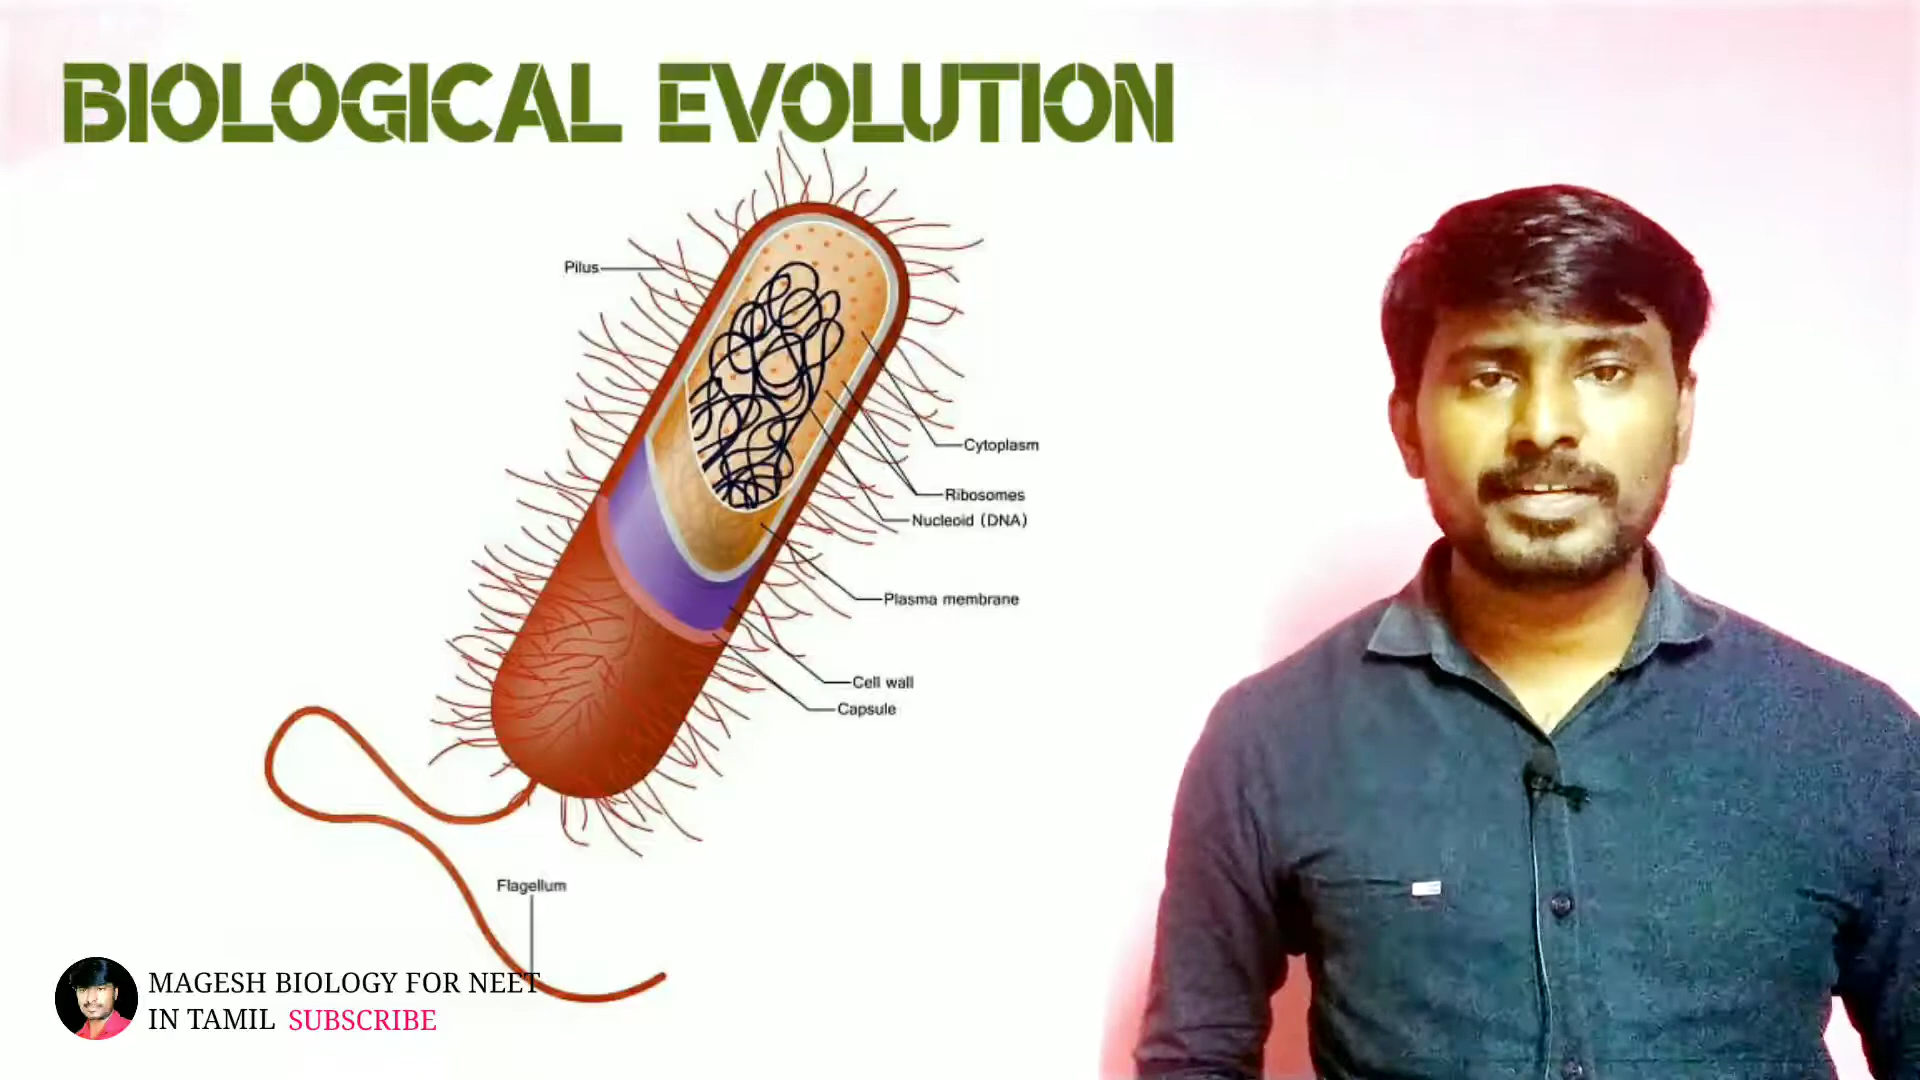 BIOLOGICAL EVOLUTION
Pilus
Cytoplasm
Ribosomes
Nucleoid (DNA)
Plasma membrane
Cell wall
Capsule
Flagellum
MAGESH BIOLOGY FOR NEET
IN TAMIL SUBSCRIBE